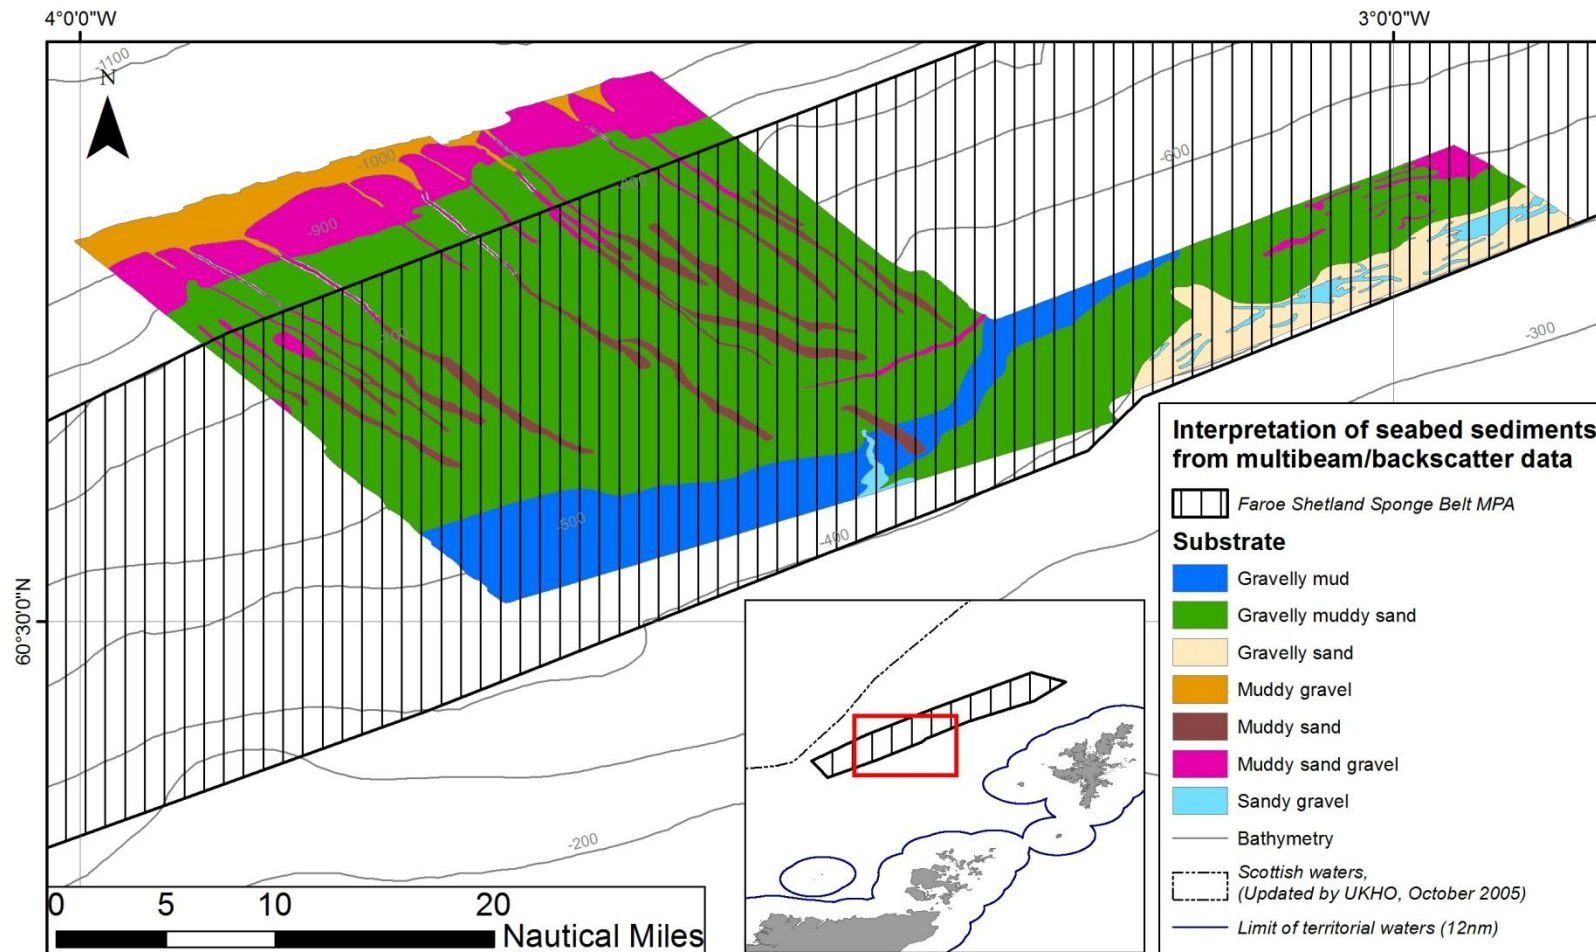 4°0'0"W
3°0'0"W
-1100
N
-1000
-600
-800
-900
-700
-300
-500
-400
60°30'0"N
-200
Interpretation of seabed sediments
from multibeam/backscatter data
Faroe Shetland Sponge Belt MPA
Substrate
Gravelly mud
Gravelly muddy sand
Gravelly sand
Muddy gravel
Muddy sand
Muddy sand gravel
Sandy gravel
Bathymetry
Scottish waters,
(Updated by UKHO, October 2005)
Limit of territorial waters (12nm)
0 5 10 20
Nautical Miles